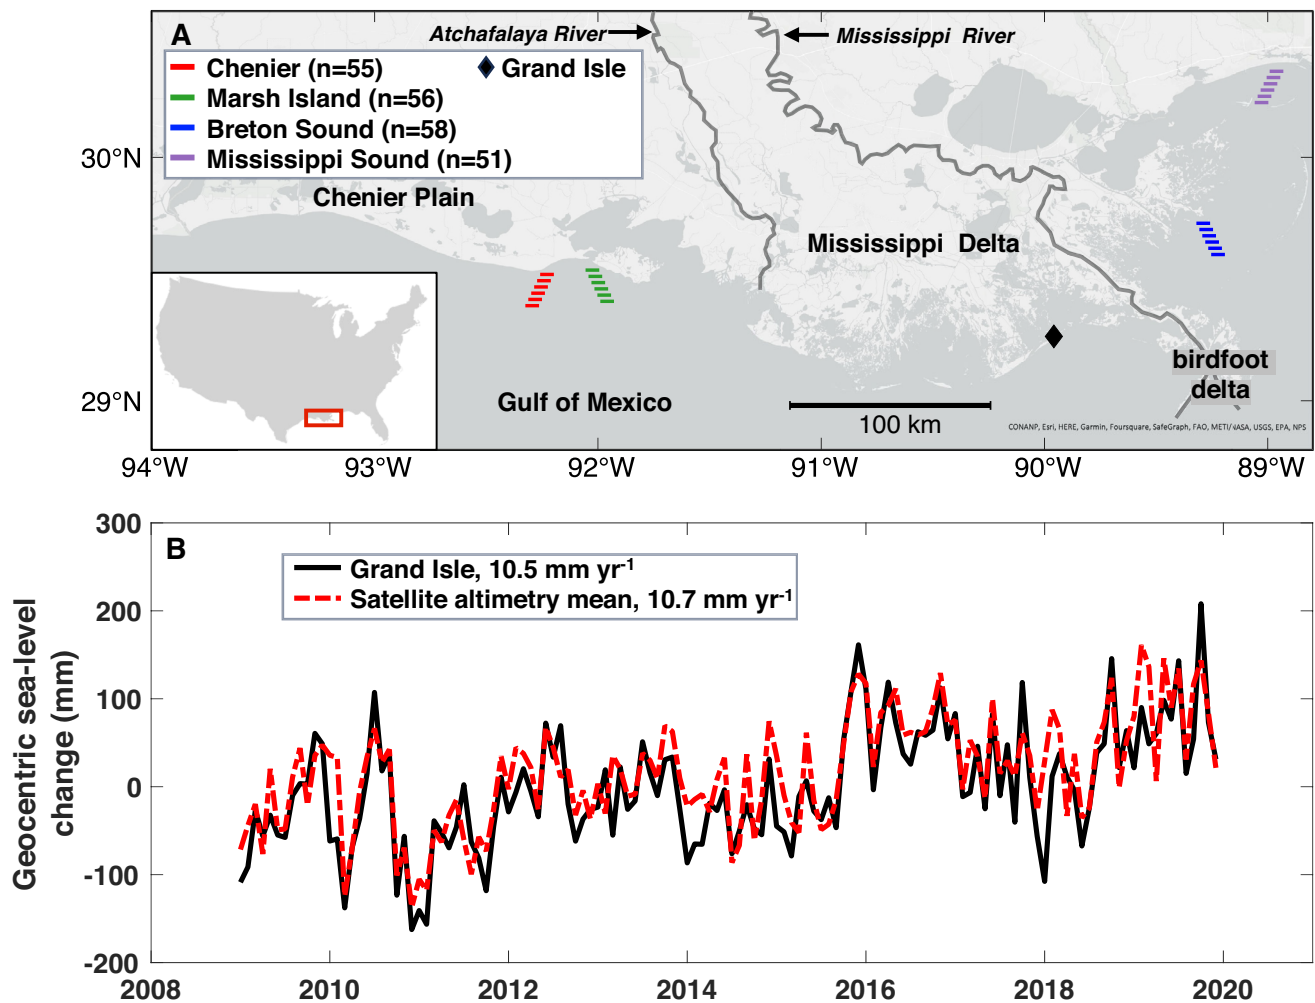 A
Atchafalaya River
Mississippi River
Chenier (n=55)
Grand Isle
Marsh Island (n=56)
Breton Sound (n=58)
Mississippi Sound (n=51)
30°N
Chenier Plain
Mississippi Delta
birdfoot
delta
29°N
Gulf of Mexico
100 km
CONANP, Esri, HERE, Garmin, Foursquare, SafeGraph, FAO, METI/NASA, USGS, EPA, NPS
94°W 93°W 92°W 91°W 90°W 89°W
B
Grand Isle, 10.5 mm yr-1
Satellite altimetry mean, 10.7 mm yr-1
Geocentric sea-level
change (mm)
300
200
100
0
-100
-200
2008 2010 2012 2014 2016 2018 2020